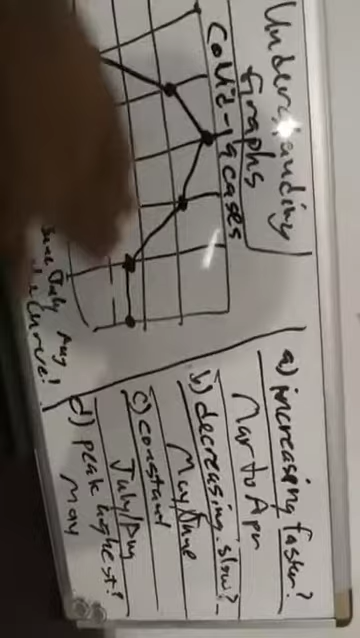 Understanding
Graphs
Covid-19 cases
June July Aug
curve!
a) increasing faster?
Mar to Apr
b) decreasing slow?
May/June
c) constant
July/Aug
d) peak highest?
May